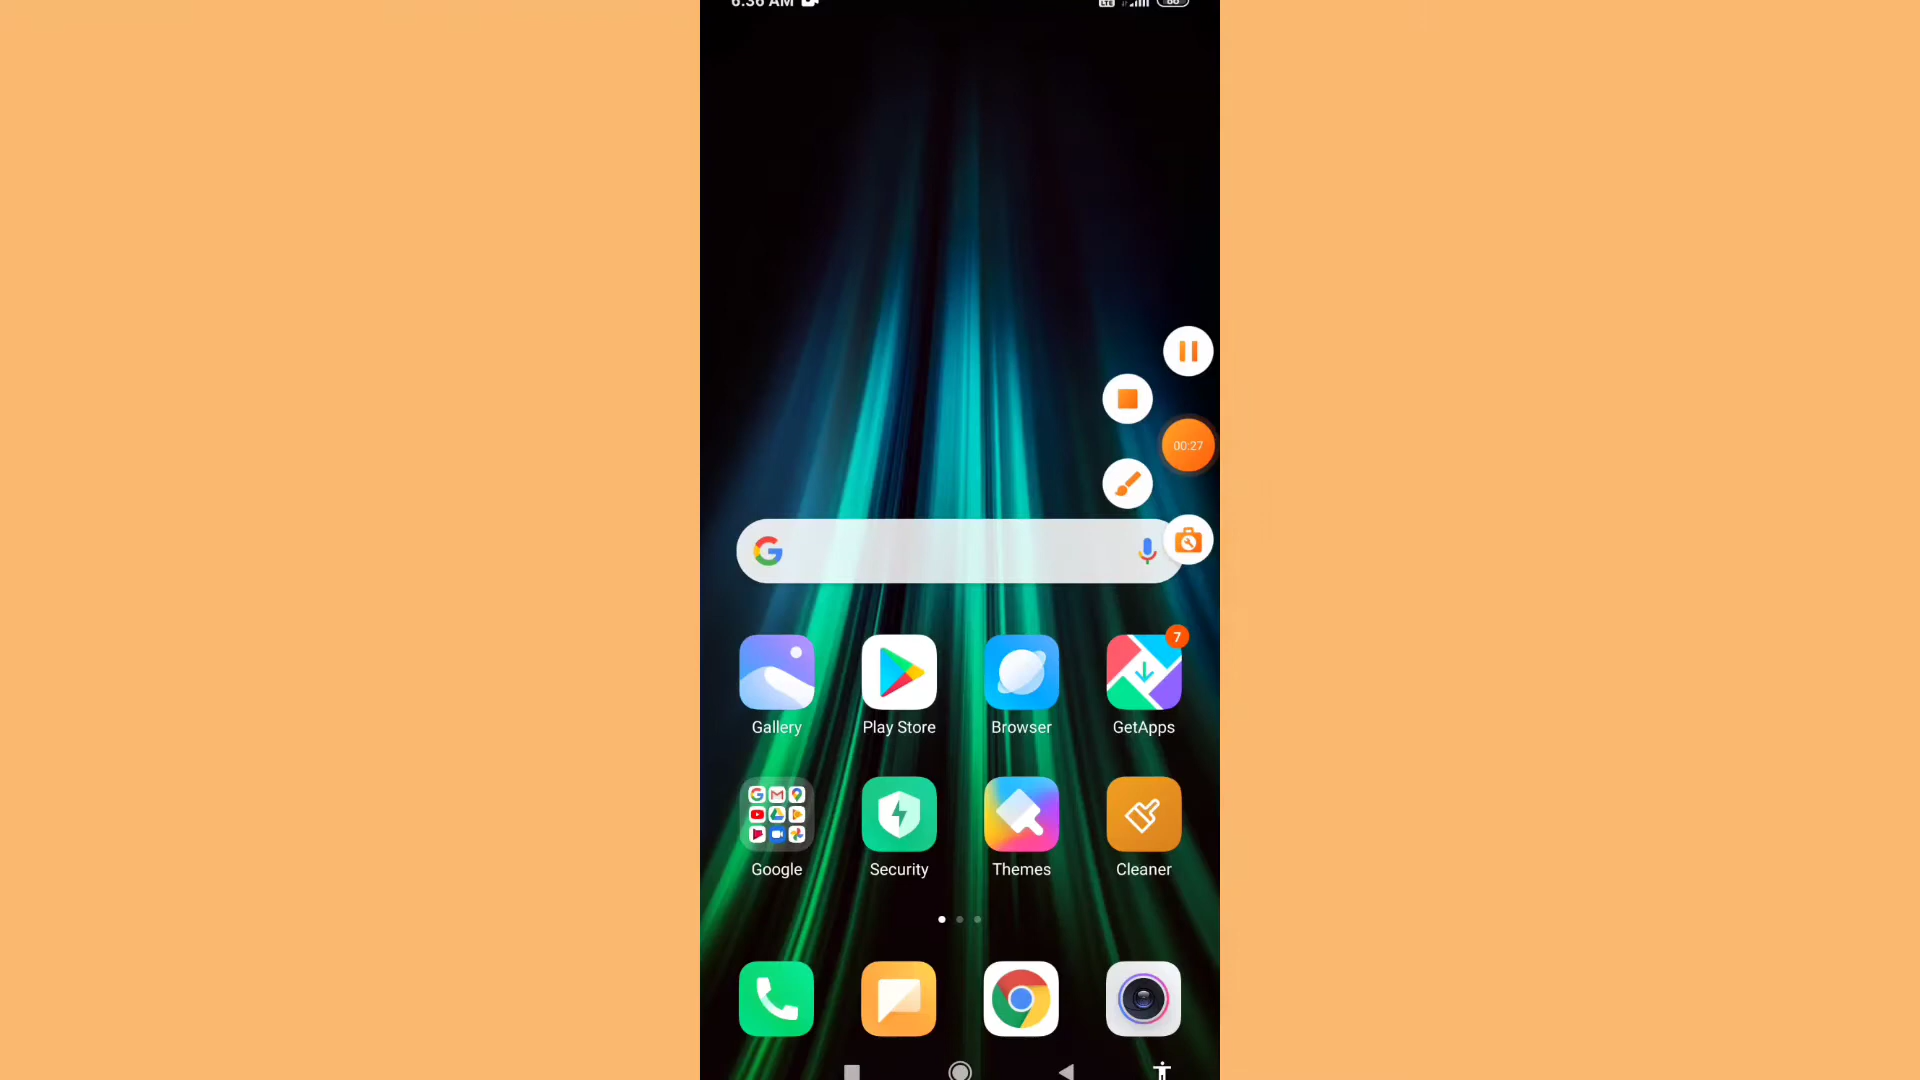 6:36 AM
00:27
7
Gallery
Play Store
Browser
GetApps
Google
Security
Themes
Cleaner